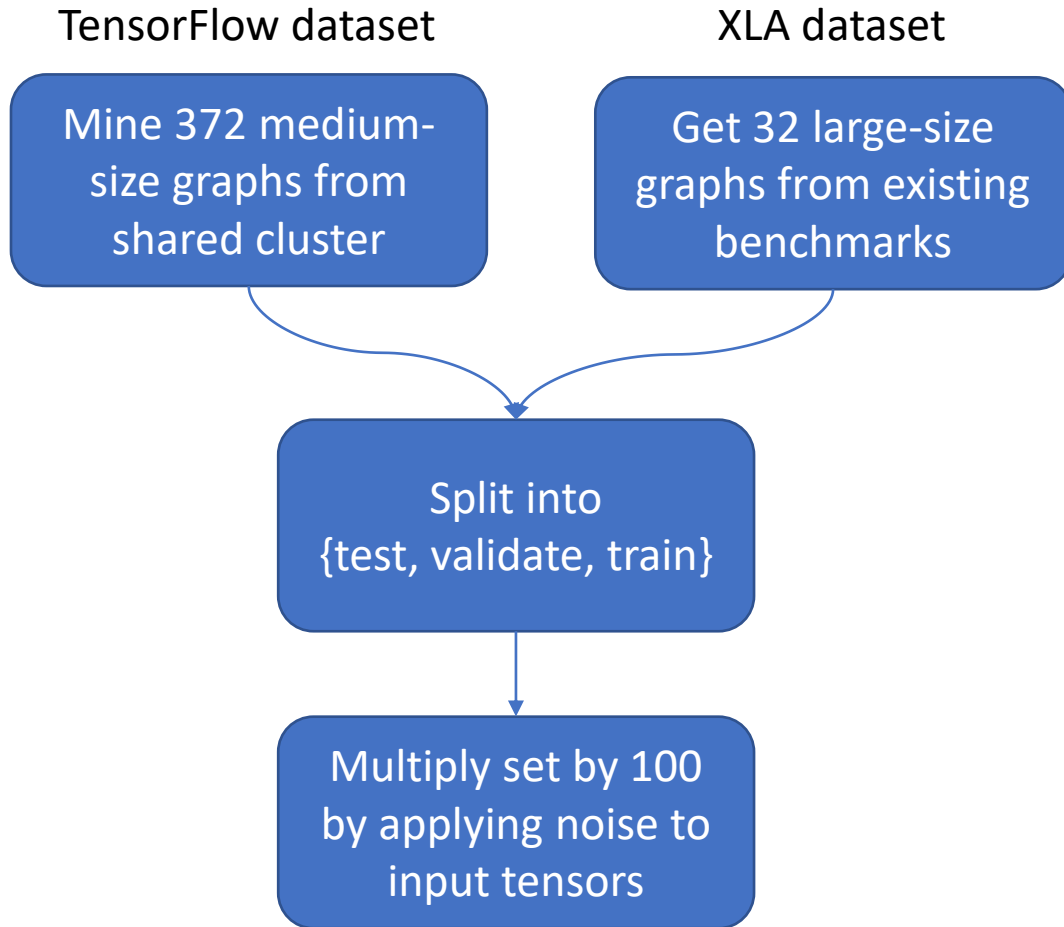 TensorFlow dataset
XLA dataset
Mine 372 medium-
size graphs from
shared cluster
Get 32 large-size
graphs from existing
benchmarks
Split into
{test, validate, train}
Multiply set by 100
by applying noise to
input tensors